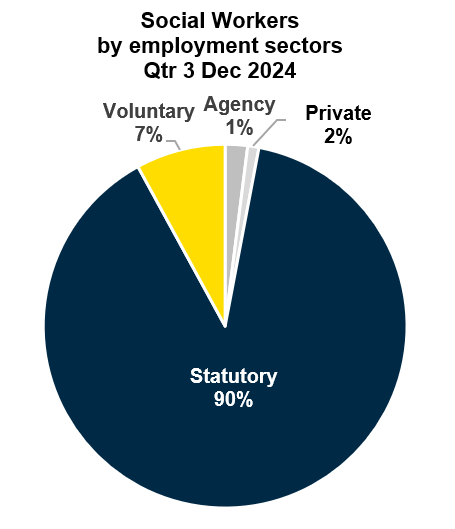 Social Workers
by employment sectors
Qtr 3 Dec 2024
Voluntary
7%
Agency
1%
Private
2%
Statutory
90%